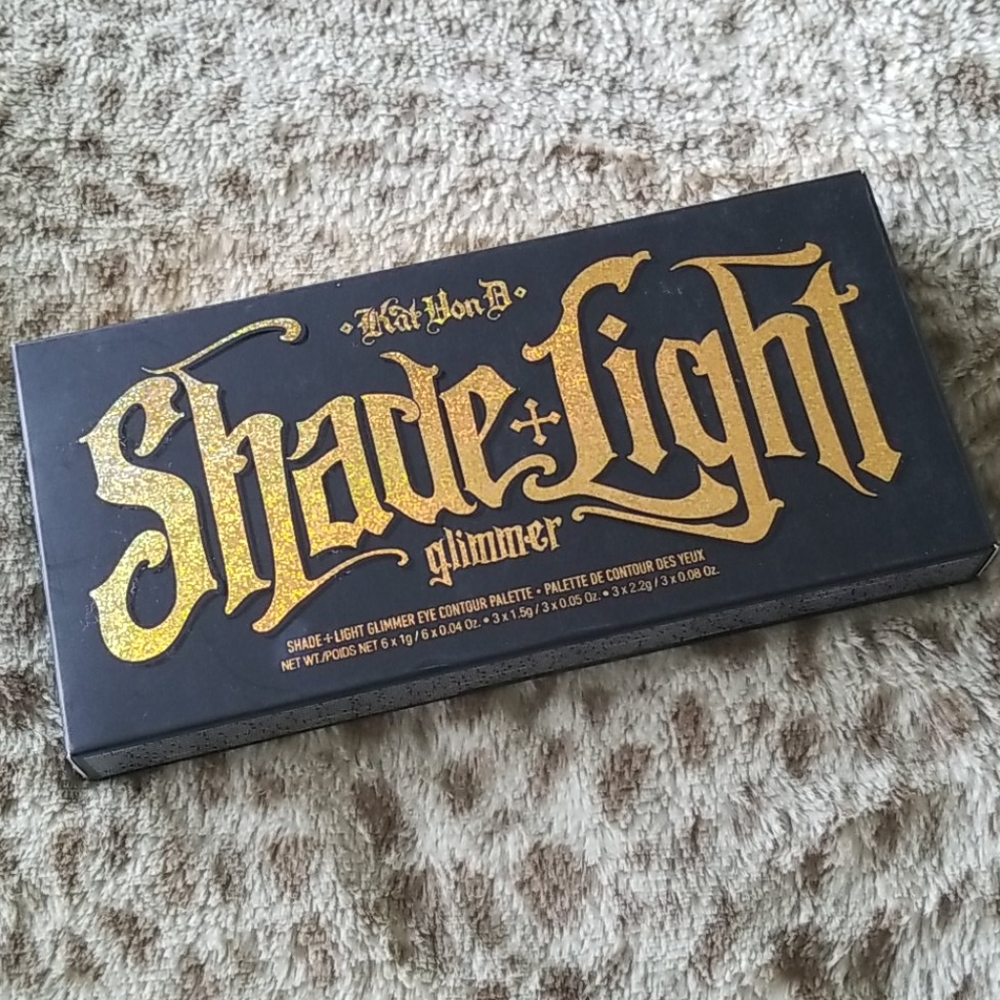 Kat Von D
Shade + Light
glimmer
SHADE + LIGHT GLIMMER EYE CONTOUR PALETTE • PALETTE DE CONTOUR DES YEUX
NET WT./POIDS NET 6 x 1g / 6 x 0.04 Oz. • 3 x 1.5g / 3 x 0.05 Oz. • 3 x 2.2g / 3 x 0.08 Oz.